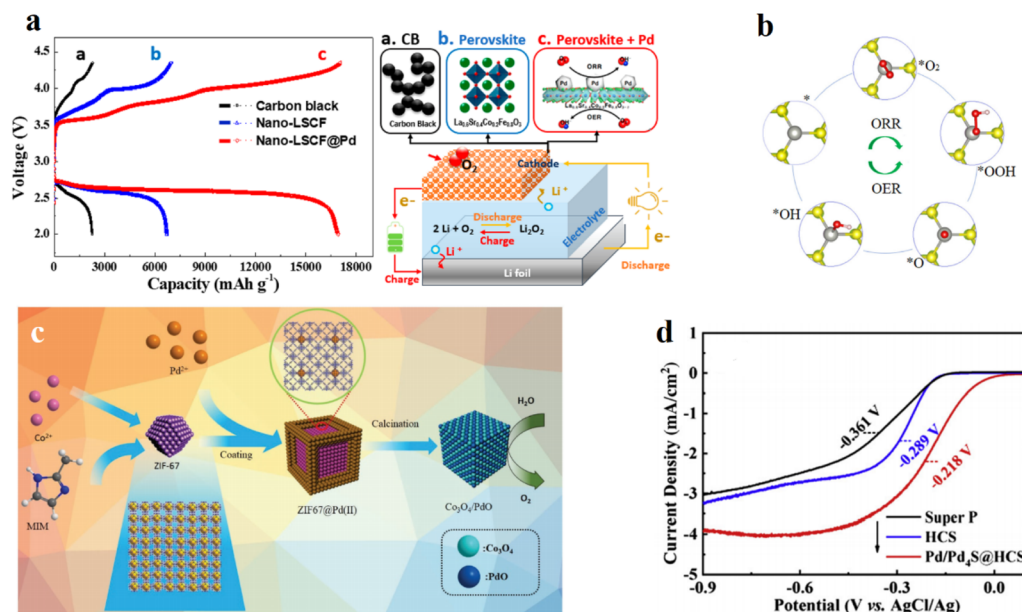 a
a
b
c
Carbon black
Nano-LSCF
Nano-LSCF@Pd
Voltage (V)
4.5
4.0
3.5
3.0
2.5
2.0
0
3000
6000
9000
12000
15000
18000
Capacity (mAh g⁻¹)
a. CB
b. Perovskite
c. Perovskite + Pd
Carbon Black
La₀.₆Sr₀.₄Co₀.₂Fe₀.₈O₂
ORR
Pd
Pd
Pd
OER
O₂
Cathode
e-
Li⁺
Discharge
2 Li + O₂
Li₂O₂
Charge
Electrolyte
Li⁺
e-
Li foil
Charge
Discharge
b
*O₂
*
ORR
*OOH
OER
*OH
*O
c
Pd²⁺
Co²⁺
ZIF-67
Coating
MIM
ZIF67@Pd(II)
Calcination
H₂O
O₂
Co₃O₄/PdO
:Co₃O₄
:PdO
d
Current Density (mA/cm²)
1
0
-1
-2
-3
-4
-5
-0.361 V
-0.289 V
-0.218 V
Super P
HCS
Pd/Pd₄S@HCS
-0.9
-0.6
-0.3
0.0
Potential (V vs. AgCl/Ag)